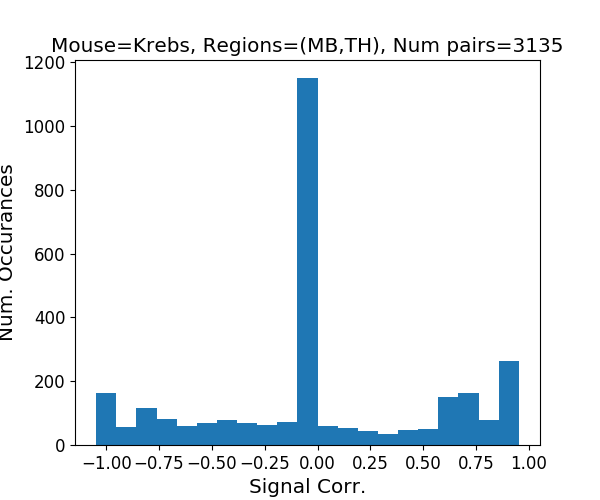 Mouse=Krebs, Regions=(MB,TH), Num pairs=3135
1200
1000
800
600
400
200
0
Num. Occurances
−1.00 −0.75 −0.50 −0.25 0.00 0.25 0.50 0.75 1.00
Signal Corr.